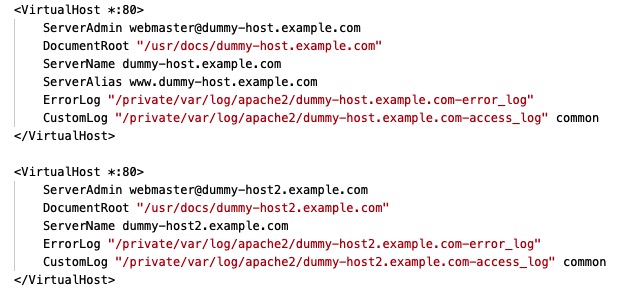 <VirtualHost *:80>
ServerAdmin webmaster@dummy-host.example.com
DocumentRoot "/usr/docs/dummy-host.example.com"
ServerName dummy-host.example.com
ServerAlias www.dummy-host.example.com
ErrorLog "/private/var/log/apache2/dummy-host.example.com-error_log"
CustomLog "/private/var/log/apache2/dummy-host.example.com-access_log" common
</VirtualHost>
<VirtualHost *:80>
ServerAdmin webmaster@dummy-host2.example.com
DocumentRoot "/usr/docs/dummy-host2.example.com"
ServerName dummy-host2.example.com
ErrorLog "/private/var/log/apache2/dummy-host2.example.com-error_log"
CustomLog "/private/var/log/apache2/dummy-host2.example.com-access_log" common
</VirtualHost>